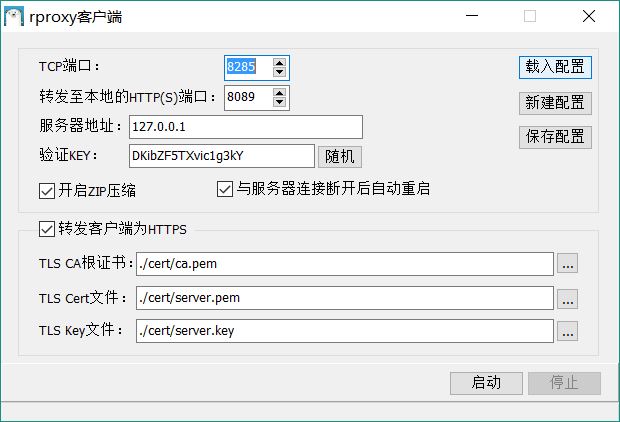 rproxy客户端
TCP端口： 8285 载入配置
转发至本地的HTTP(S)端口： 8089 新建配置
服务器地址： 127.0.0.1 保存配置
验证KEY： DKibZF5TXvic1g3kY 随机
开启ZIP压缩 与服务器连接断开后自动重启
转发客户端为HTTPS
TLS CA根证书： ./cert/ca.pem ...
TLS Cert文件： ./cert/server.pem ...
TLS Key文件： ./cert/server.key ...
启动 停止